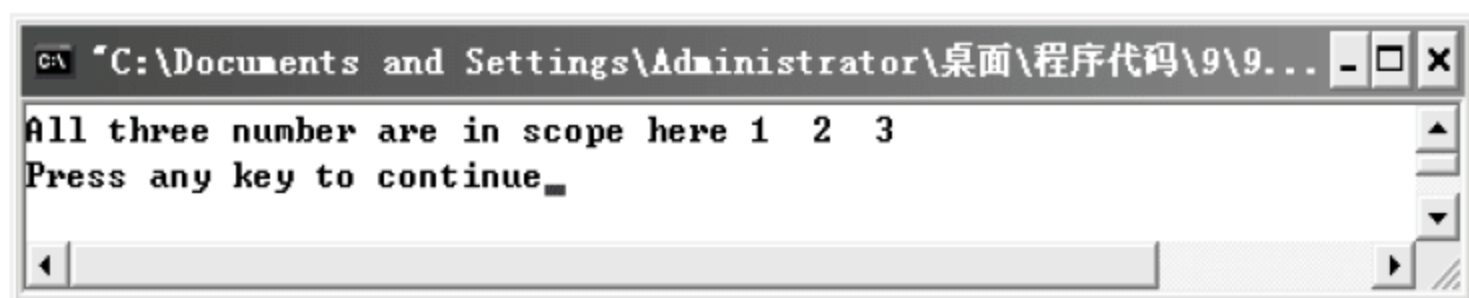 "C:\Documents and Settings\Administrator\桌面\程序代码\9\9...
All three number are in scope here 1  2  3
Press any key to continue_